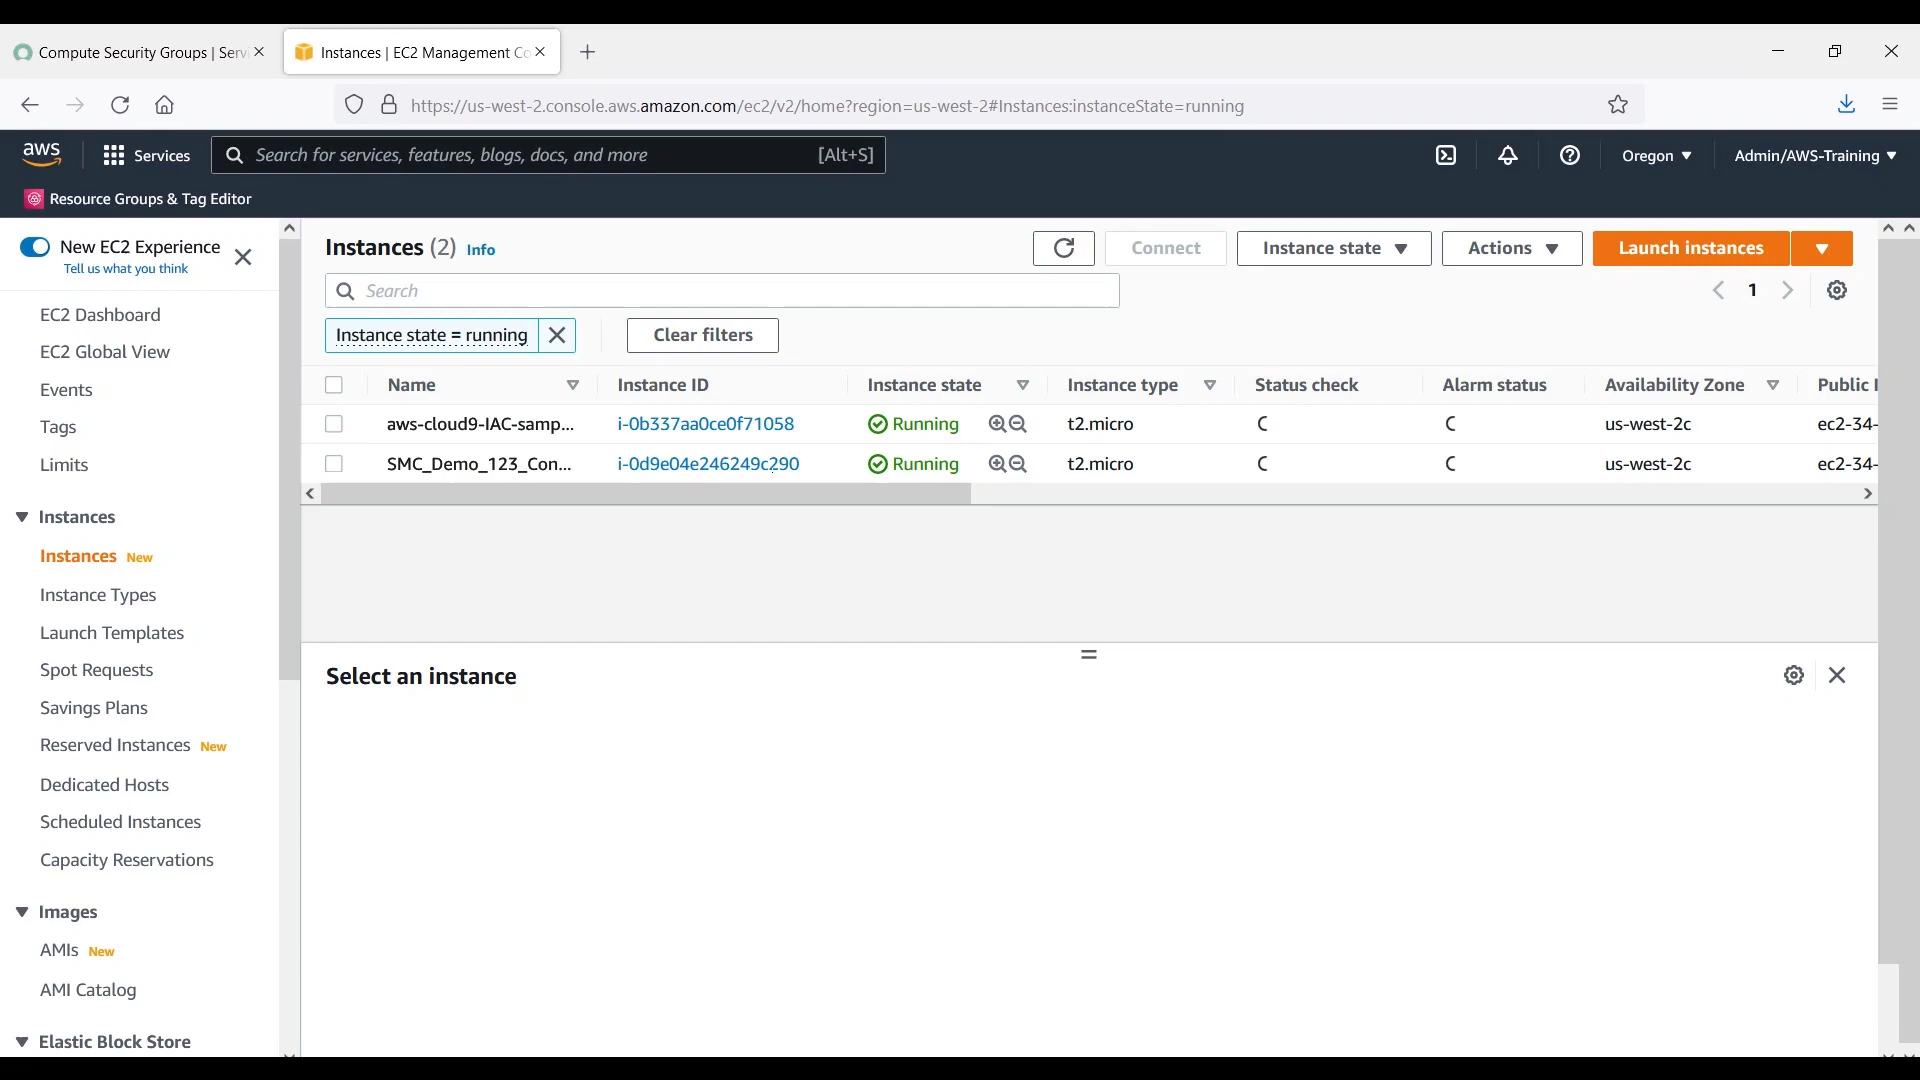 Compute Security Groups | Serv
Instances | EC2 Management Co
https://us-west-2.console.aws.amazon.com/ec2/v2/home?region=us-west-2#Instances:instanceState=running
aws
Services
Search for services, features, blogs, docs, and more
[Alt+S]
Oregon
Admin/AWS-Training
Resource Groups & Tag Editor
New EC2 Experience
Tell us what you think
EC2 Dashboard
EC2 Global View
Events
Tags
Limits
Instances
Instances New
Instance Types
Launch Templates
Spot Requests
Savings Plans
Reserved Instances New
Dedicated Hosts
Scheduled Instances
Capacity Reservations
Images
AMIs New
AMI Catalog
Elastic Block Store
Instances (2) Info
Connect
Instance state
Actions
Launch instances
Search
1
Instance state = running
Clear filters
Name Instance ID Instance state Instance type Status check Alarm status Availability Zone Public I
aws-cloud9-IAC-samp... i-0b337aa0ce0f71058 Running t2.micro us-west-2c ec2-34-
SMC_Demo_123_Con... i-0d9e04e246249c290 Running t2.micro us-west-2c ec2-34-
Select an instance